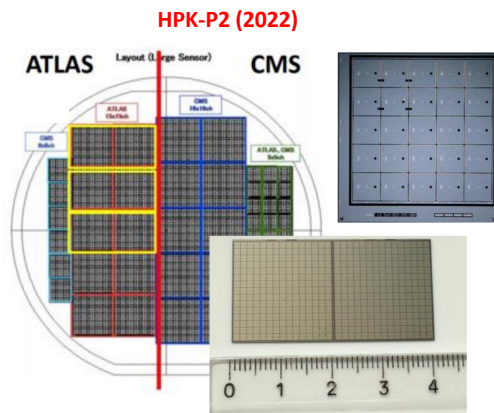 HPK-P2 (2022)
Layout (Large Sensor)
ATLAS
CMS
ATLAS
15x15ch
CMS
16x16ch
CMS
ATLAS, CMS
5x5ch
0 1 2 3 4